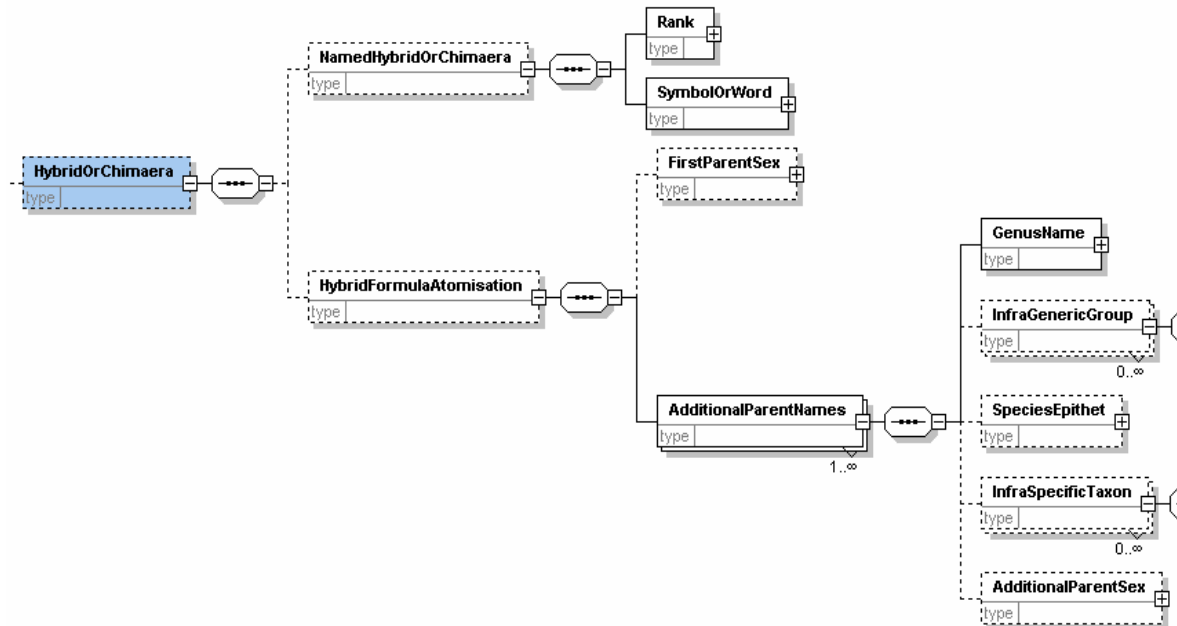 Rank
type
NamedHybridOrChimaera
type
SymbolOrWord
type
HybridOrChimaera
type
FirstParentSex
type
GenusName
type
HybridFormulaAtomisation
type
InfraGenericGroup
type
0..∞
AdditionalParentNames
type
1..∞
SpeciesEpithet
type
InfraSpecificTaxon
type
0..∞
AdditionalParentSex
type